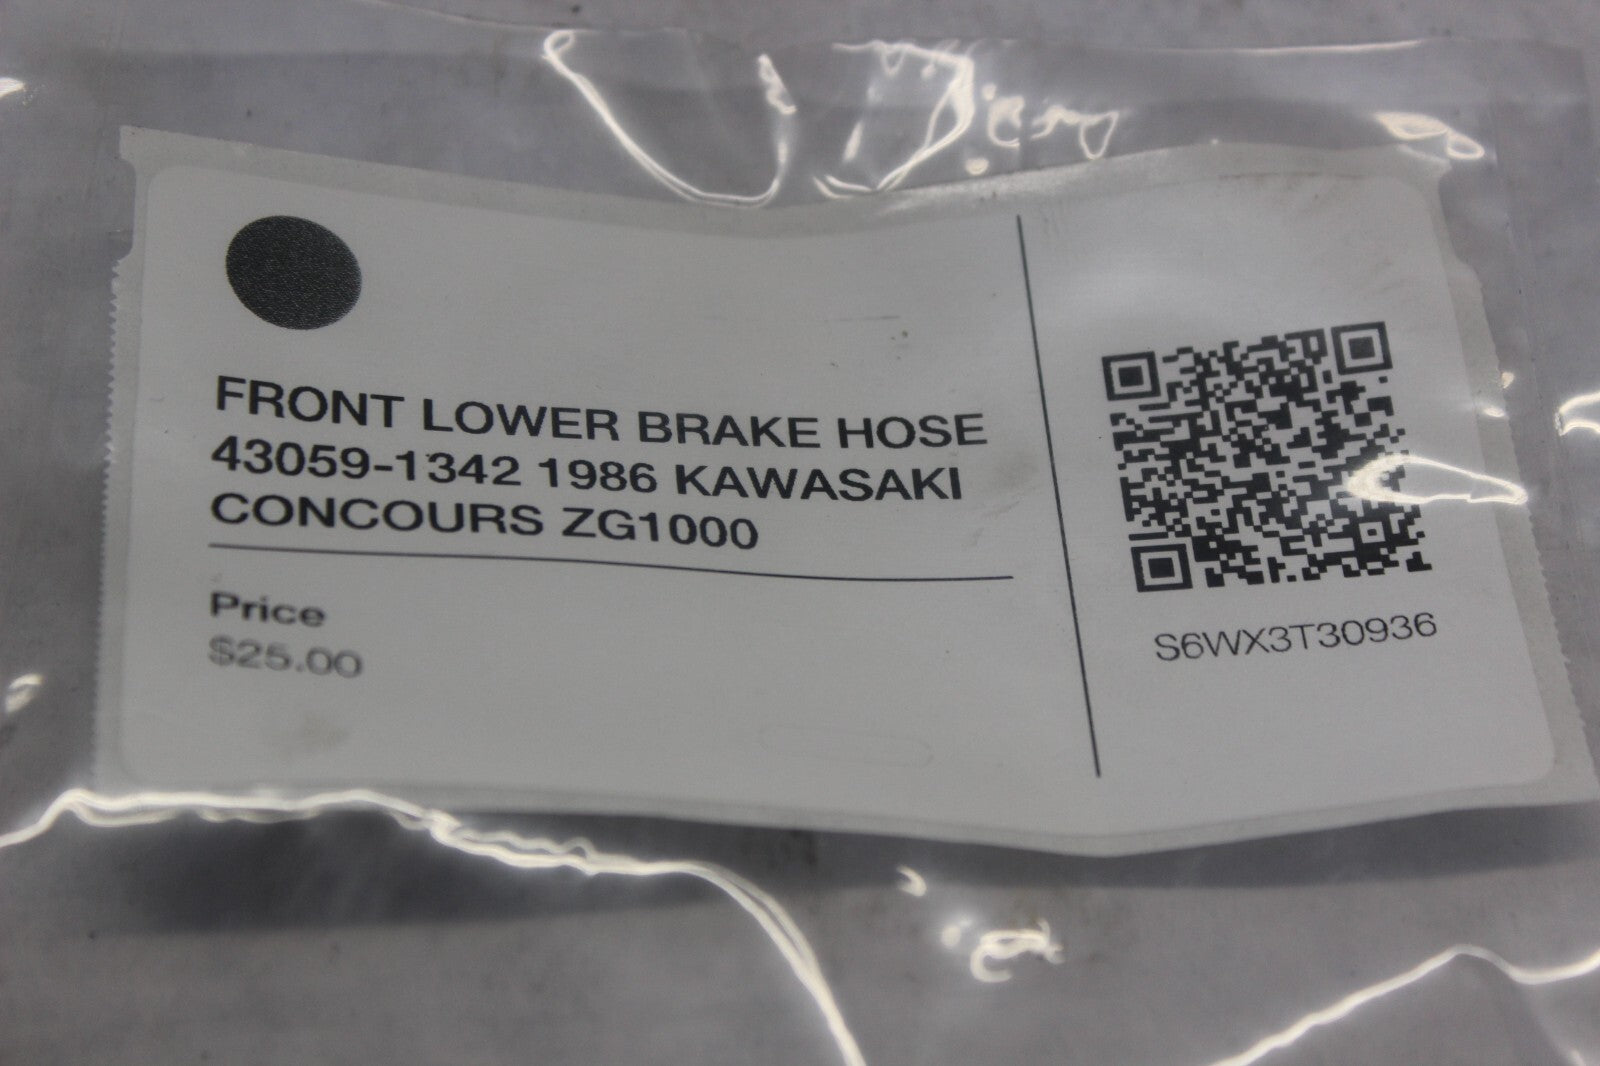 FRONT LOWER BRAKE HOSE
43059-1342 1986 KAWASAKI
CONCOURS ZG1000
Price
$25.00
S6WX3T30936